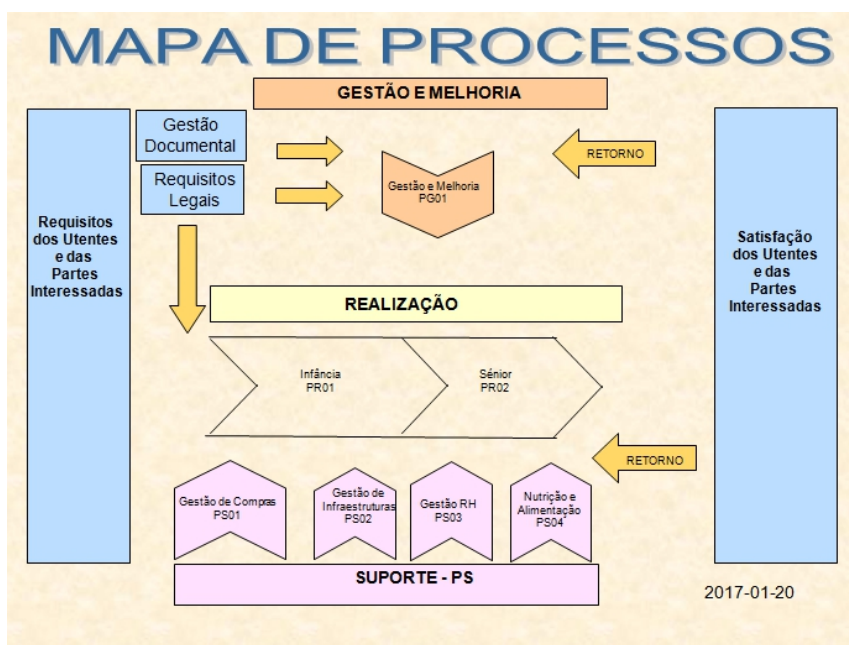 MAPA DE PROCESSOS
GESTÃO E MELHORIA
Gestão
Documental
Requisitos
Legais
RETORNO
Gestão e Melhoria
PG01
Requisitos
dos Utentes
e das
Partes
Interessadas
Satisfação
dos Utentes
e das
Partes
Interessadas
REALIZAÇÃO
Infância
PR01
Sénior
PR02
RETORNO
Gestão de Compras
PS01
Gestão de
Infraestruturas
PS02
Gestão RH
PS03
Nutrição e
Alimentação
PS04
SUPORTE - PS
2017-01-20